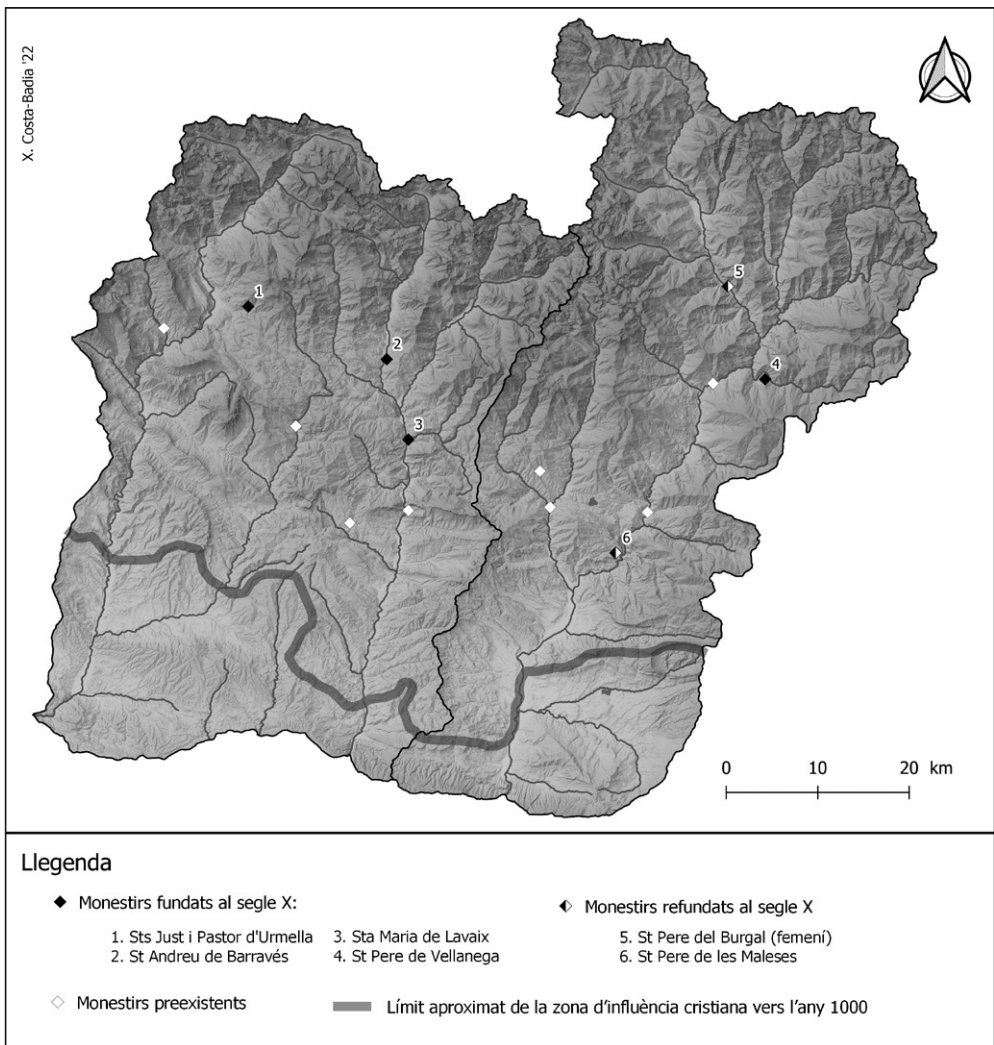 X. Costa-Badia '22
1
2
3
4
5
6
0 10 20 km
Llegenda
Monestirs fundats al segle X:
1. Sts Just i Pastor d'Urmella
2. St Andreu de Barravés
3. Sta Maria de Lavaix
4. St Pere de Vellanega
Monestirs refundats al segle X
5. St Pere del Burgal (femení)
6. St Pere de les Maleses
Monestirs preexistents
Límit aproximat de la zona d’influència cristiana vers l’any 1000